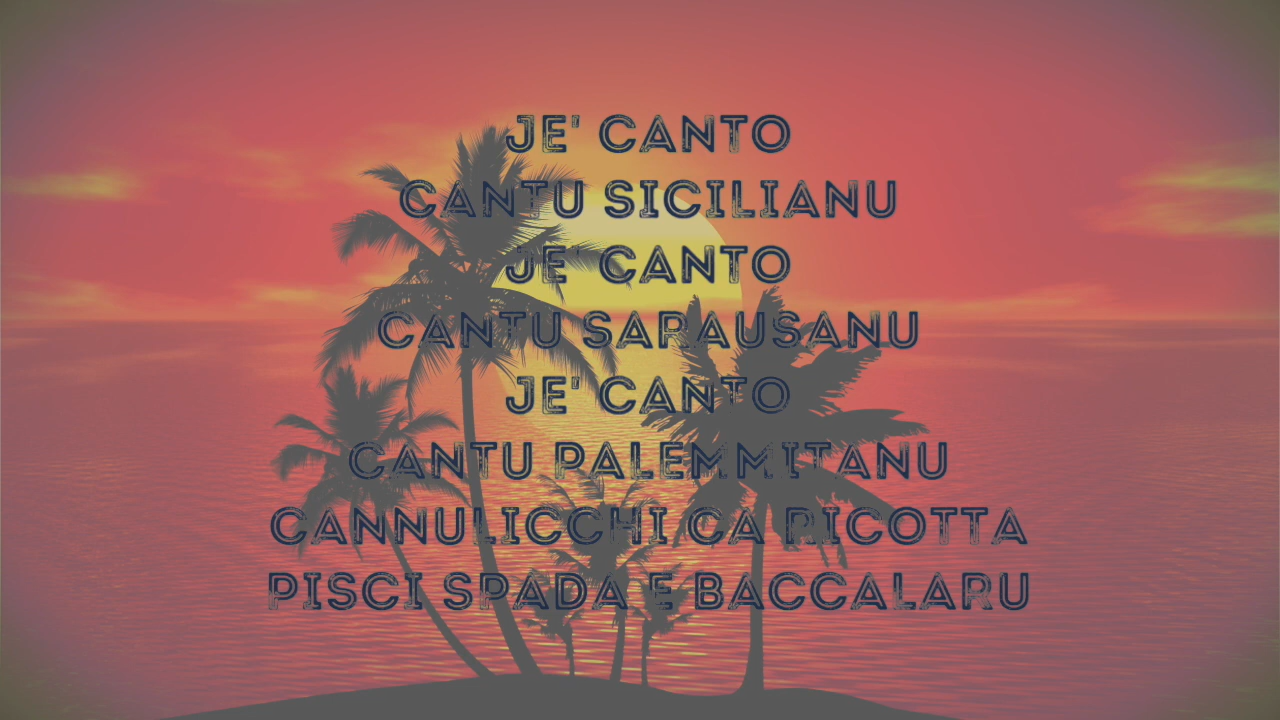 JE' CANTO
CANTU SICILIANU
JE' CANTO
CANTU SARAUSANU
JE' CANTO
CANTU PALEMMITANU
CANNULICCHI CA RICOTTA
PISCI SPADA E BACCALARU